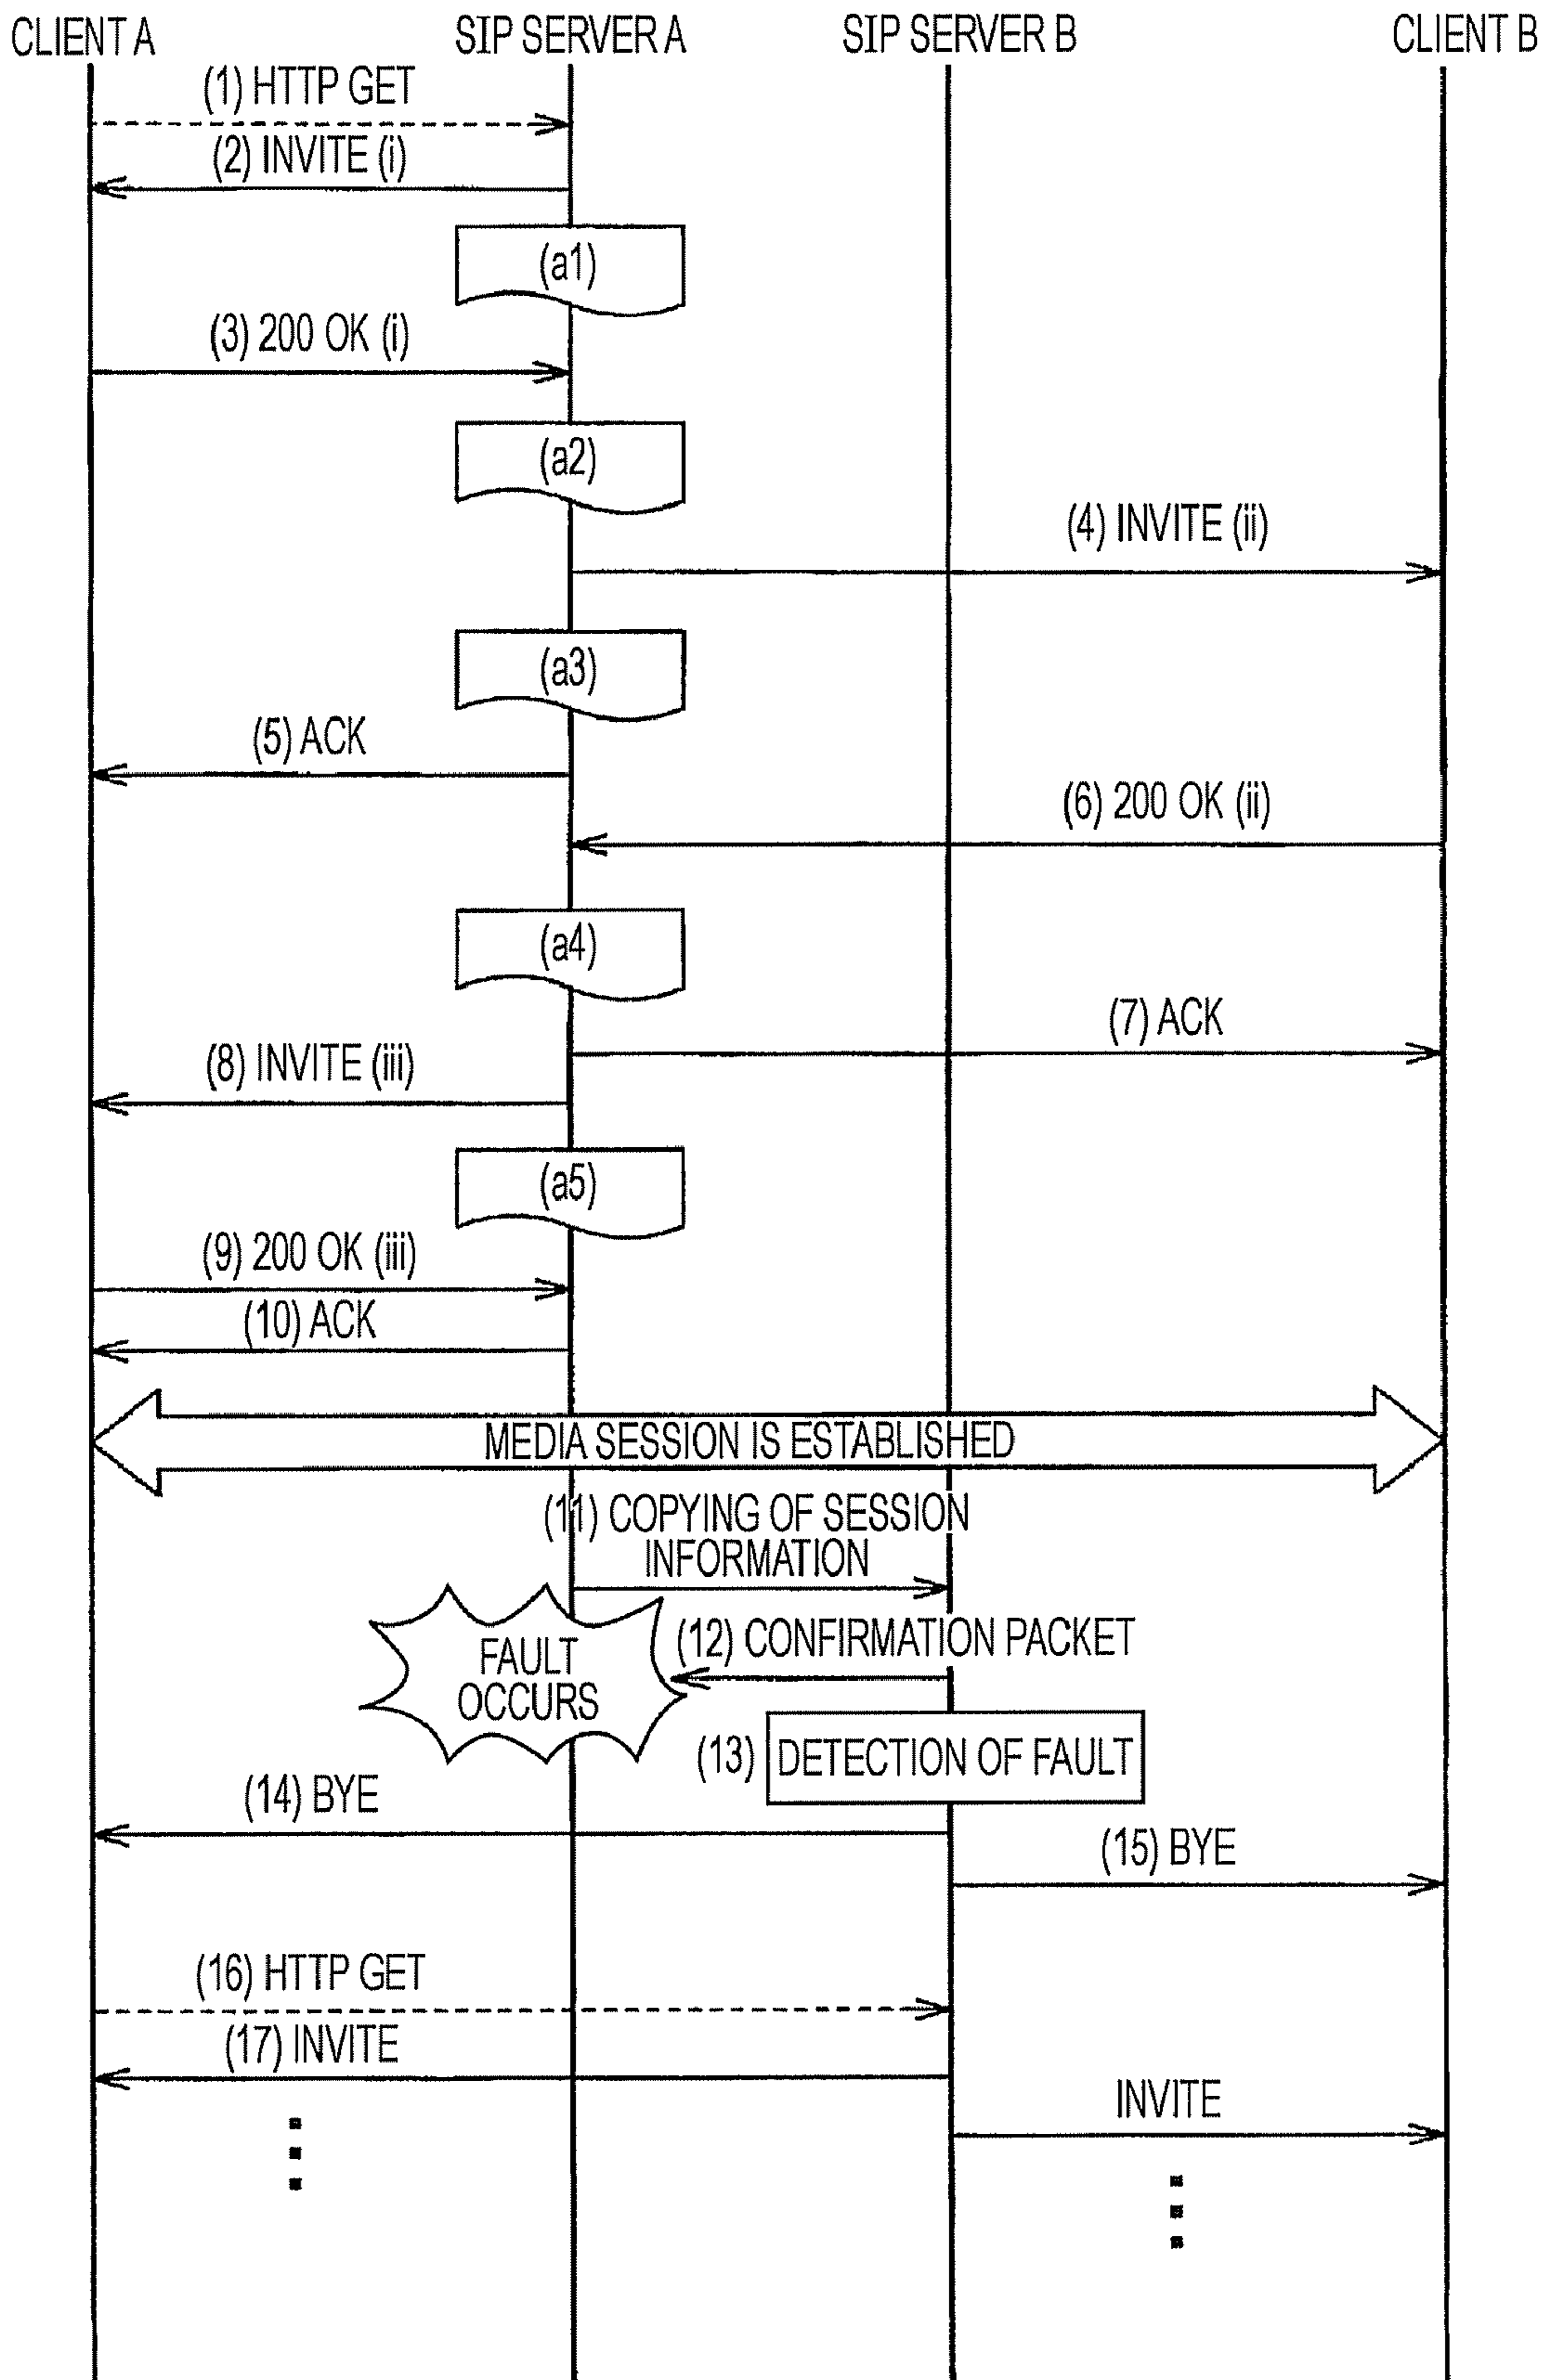 CLIENT A
SIP SERVER A
SIP SERVER B
CLIENT B
(1) HTTP GET
(2) INVITE (i)
(a1)
(3) 200 OK (i)
(a2)
(4) INVITE (ii)
(a3)
(5) ACK
(6) 200 OK (ii)
(a4)
(7) ACK
(8) INVITE (iii)
(a5)
(9) 200 OK (iii)
(10) ACK
MEDIA SESSION IS ESTABLISHED
(11) COPYING OF SESSION
INFORMATION
(12) CONFIRMATION PACKET
FAULT
OCCURS
(13) DETECTION OF FAULT
(14) BYE
(15) BYE
(16) HTTP GET
(17) INVITE
INVITE